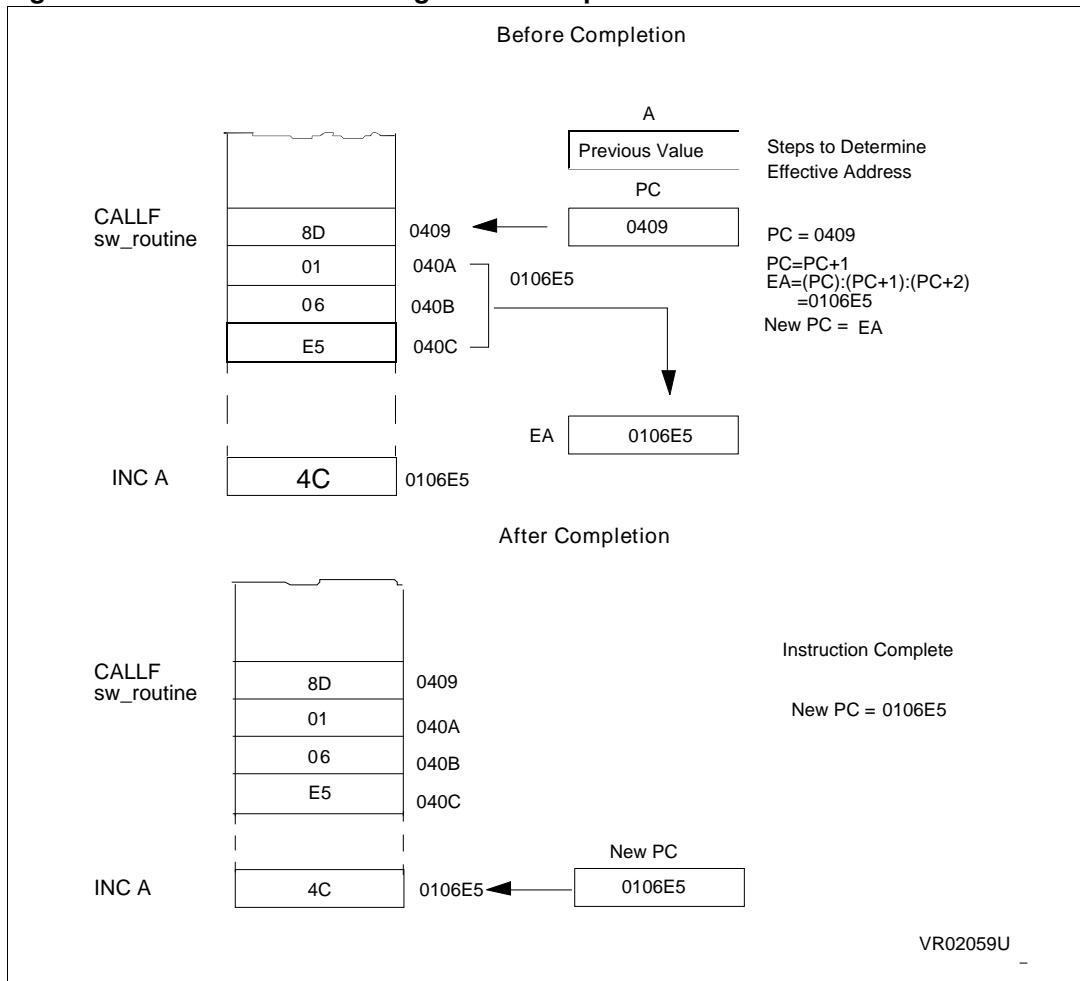 Before Completion
A
Previous Value
Steps to Determine
Effective Address
PC
CALLF
sw_routine
8D
0409
0409
PC = 0409
01
040A
0106E5
PC=PC+1
EA=(PC):(PC+1):(PC+2)
=0106E5
06
040B
New PC = EA
E5
040C
EA
0106E5
INC A
4C
0106E5
After Completion
Instruction Complete
CALLF
sw_routine
8D
0409
New PC = 0106E5
01
040A
06
040B
E5
040C
New PC
INC A
4C
0106E5
0106E5
VR02059U
_